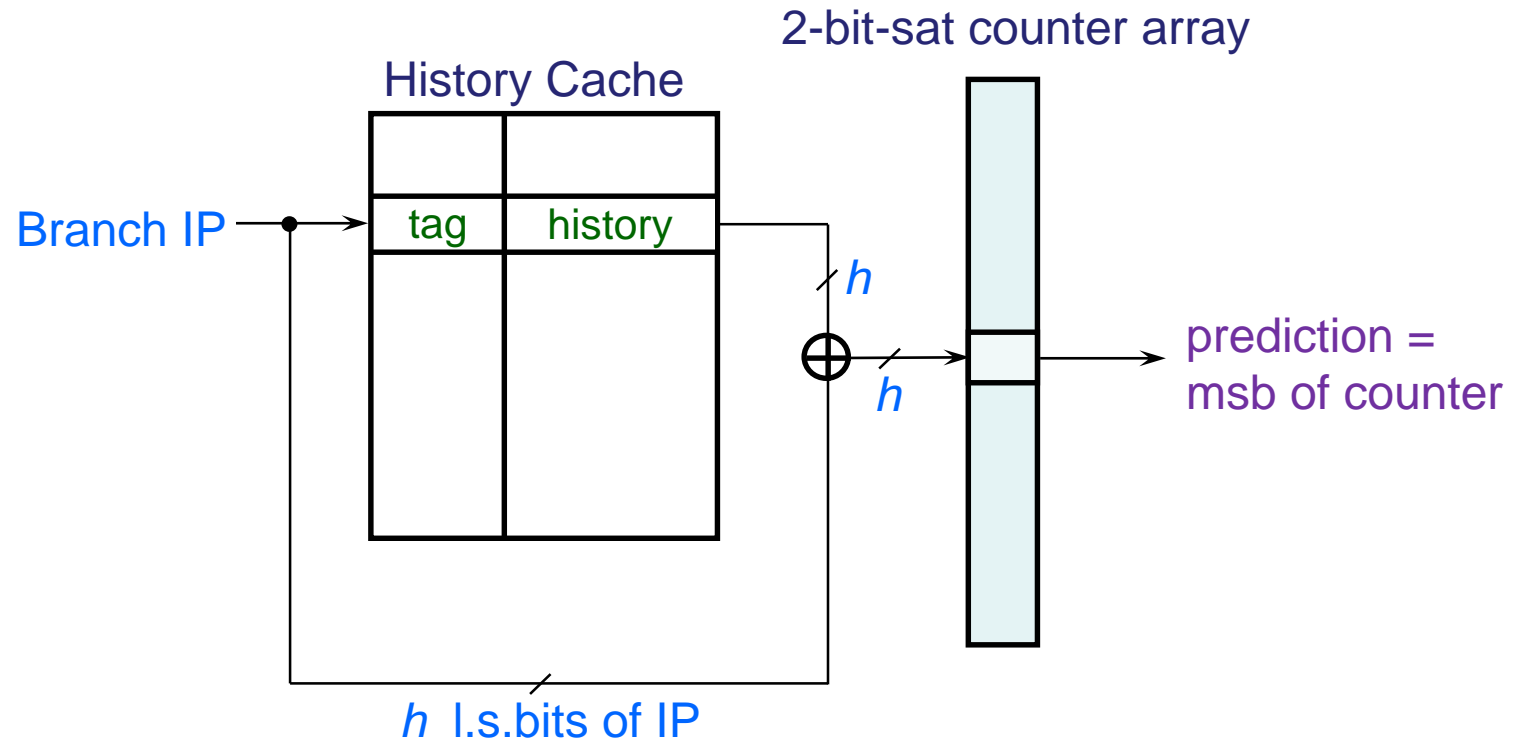 2-bit-sat counter array
History Cache
Branch IP
tag
history
h
h
prediction =
msb of counter
h l.s.bits of IP